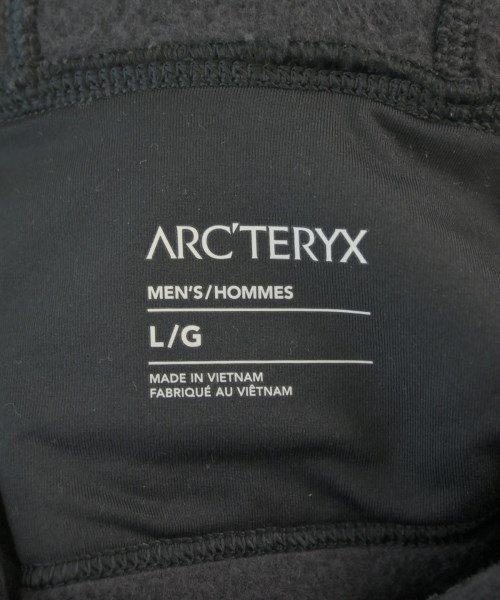 ARC'TERYX
MEN'S/HOMMES
L/G
MADE IN VIETNAM
FABRIQUÉ AU VIÊTNAM